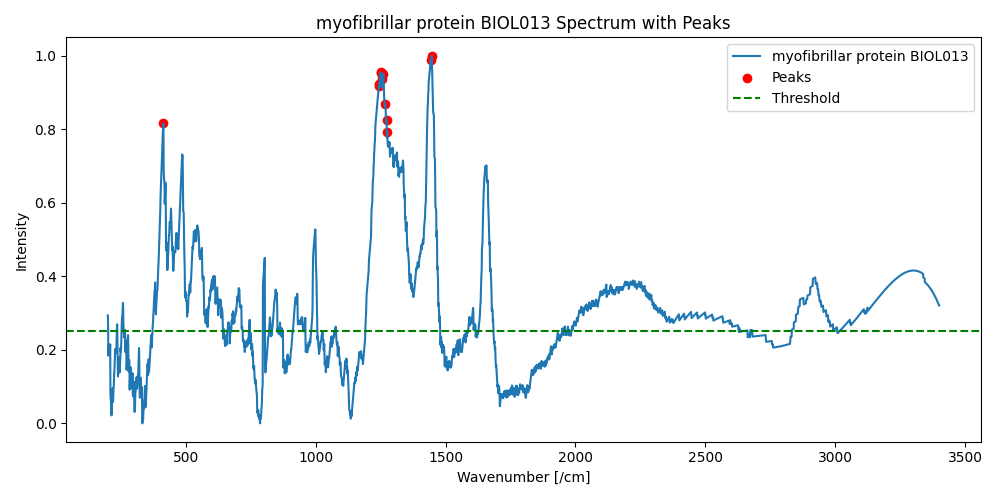 myofibrillar protein BIOL013 Spectrum with Peaks
myofibrillar protein BIOL013
Peaks
Threshold
Intensity
1.0
0.8
0.6
0.4
0.2
0.0
500 1000 1500 2000 2500 3000 3500
Wavenumber [/cm]